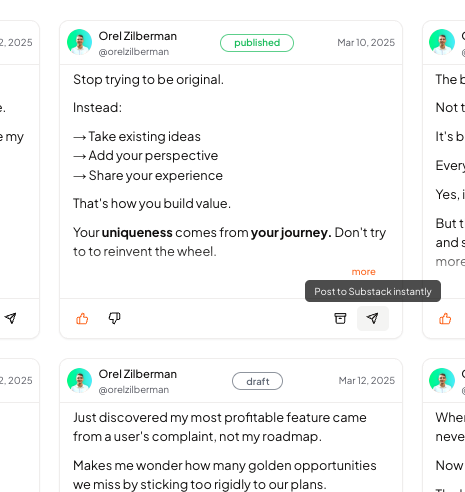 2, 2025
e.
e my
Orel Zilberman
@orelzilberman
published
Mar 10, 2025
Stop trying to be original.
Instead:
→ Take existing ideas
→ Add your perspective
→ Share your experience
That's how you build value.
Your uniqueness comes from your journey. Don't try
to to reinvent the wheel.
more
Post to Substack instantly
O
@
The b
Not t
It's b
Every
Yes, i
But t
and s
more
2, 2025
Orel Zilberman
@orelzilberman
draft
Mar 12, 2025
Just discovered my most profitable feature came
from a user's complaint, not my roadmap.
Makes me wonder how many golden opportunities
we miss by sticking too rigidly to our plans.
O
@
When
neve
Now